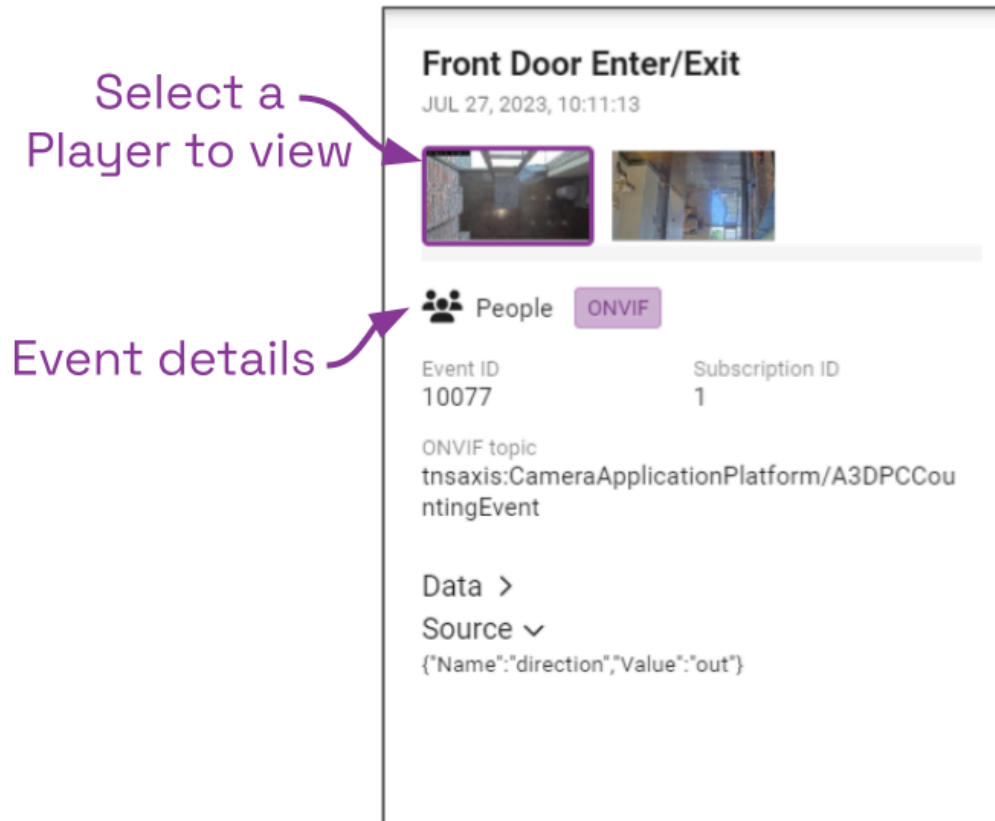 Select a
Player to view
Event details
Front Door Enter/Exit
JUL 27, 2023, 10:11:13
People
ONVIF
Event ID
Subscription ID
10077
1
ONVIF topic
tnsaxis:CameraApplicationPlatform/A3DPCCou
ntingEvent
Data >
Source
{"Name":"direction","Value":"out"}